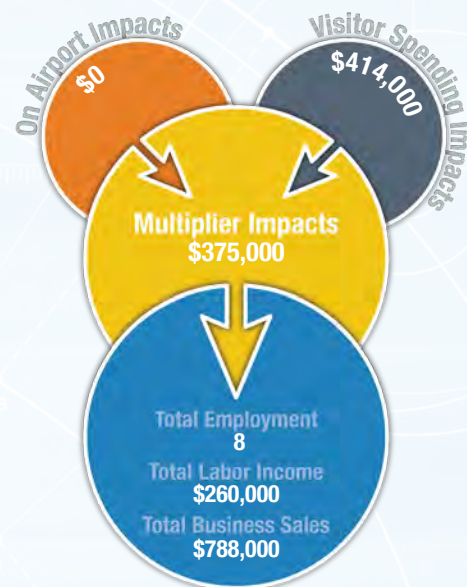 On Airport Impacts
$0
Visitor Spending Impacts
$414,000
Multiplier Impacts
$375,000
Total Employment
8
Total Labor Income
$260,000
Total Business Sales
$788,000